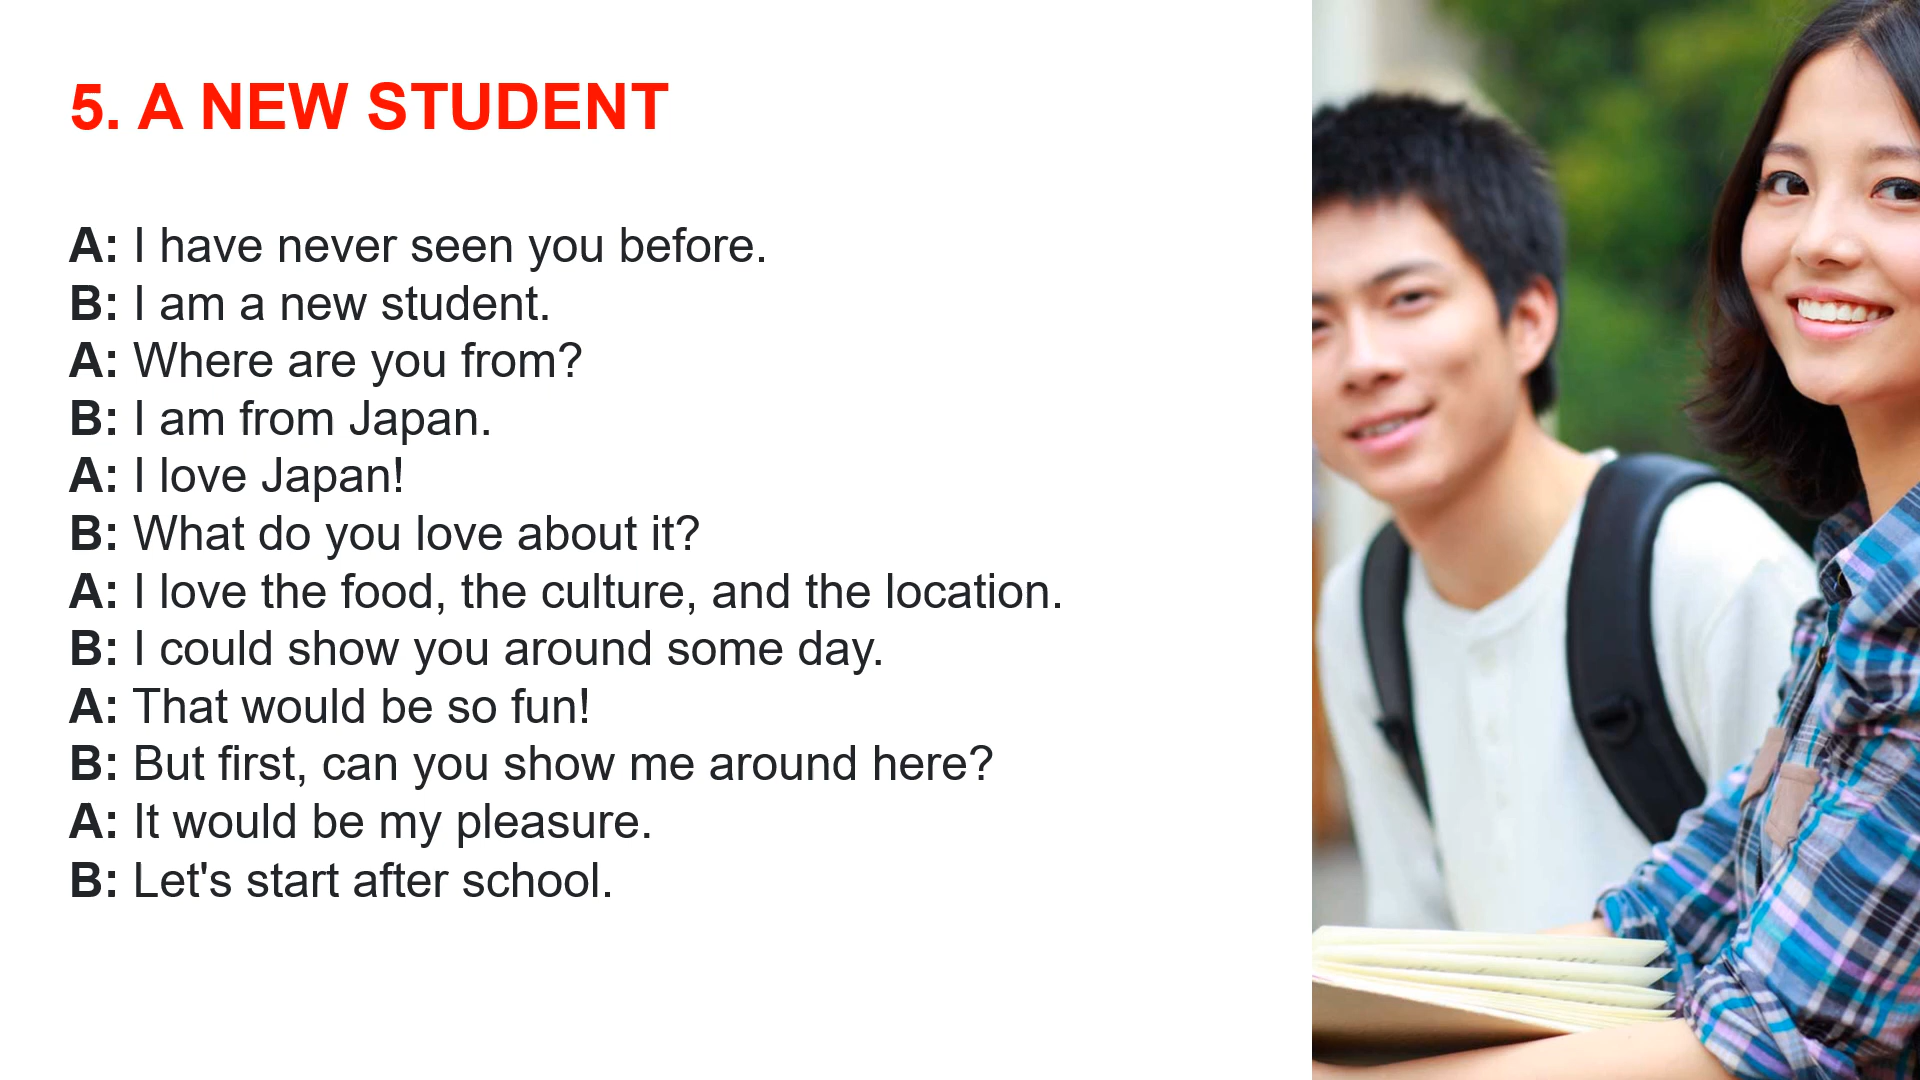 5. A NEW STUDENT
A: I have never seen you before.
B: I am a new student.
A: Where are you from?
B: I am from Japan.
A: I love Japan!
B: What do you love about it?
A: I love the food, the culture, and the location.
B: I could show you around some day.
A: That would be so fun!
B: But first, can you show me around here?
A: It would be my pleasure.
B: Let's start after school.